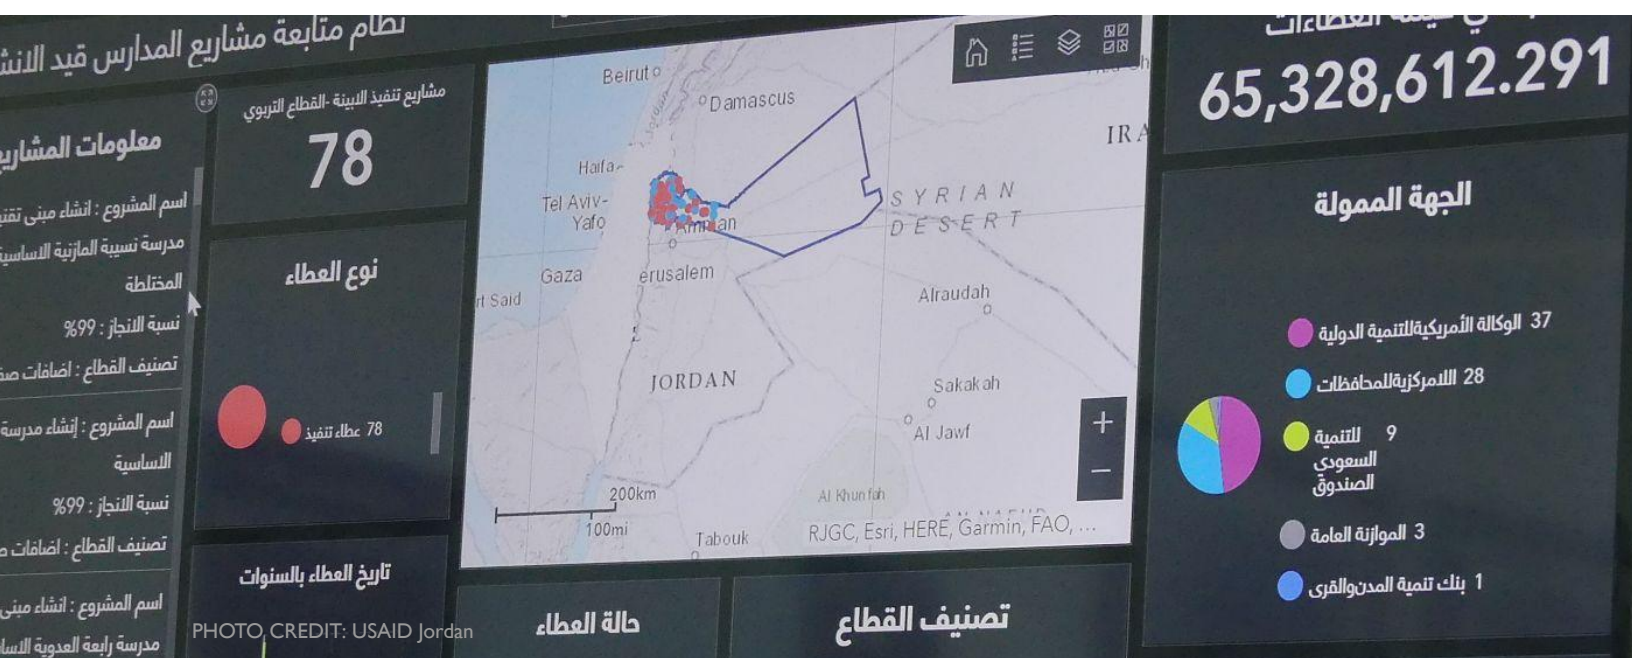 نظام متابعة مشاريع المدارس قيد
معلومات المشاريع
اسم المشروع : انشاء مبنى
مدرسة نسيبة المازنية الاساسية
المختلطة
نسبة الانجاز : 99%
تصنيف القطاع : اضافات
اسم المشروع : إنشاء مدرسة
الاساسية
نسبة الانجاز : 99%
تصنيف القطاع : اضافات
اسم المشروع : انشاء مبنى
مدرسة رابعة العدوية
مشاريع تنفيذ الابنية -القطاع التربوي
78
نوع العطاء
78 عطاء تنفيذ
تاريخ العطاء بالسنوات
Beirut
Damascus
Jordan
Haifa
Tel Aviv-
Yafo
Amman
Gaza
erusalem
rt Said
SYRIAN
DESERT
IRA
Alraudah
JORDAN
Sakakah
Al Jawf
Al Khunfah
200km
100mi
Tabouk
RJGC, Esri, HERE, Garmin, FAO, ...
+
−
حالة العطاء
تصنيف القطاع
65,328,612.291
الجهة الممولة
37 الوكالة الأمريكيةللتنمية الدولية
28 اللامركزيةللمحافظات
9 للتنمية
السعودي
الصندوق
3 الموازنة العامة
1 بنك تنمية المدن والقرى
PHOTO CREDIT: USAID Jordan